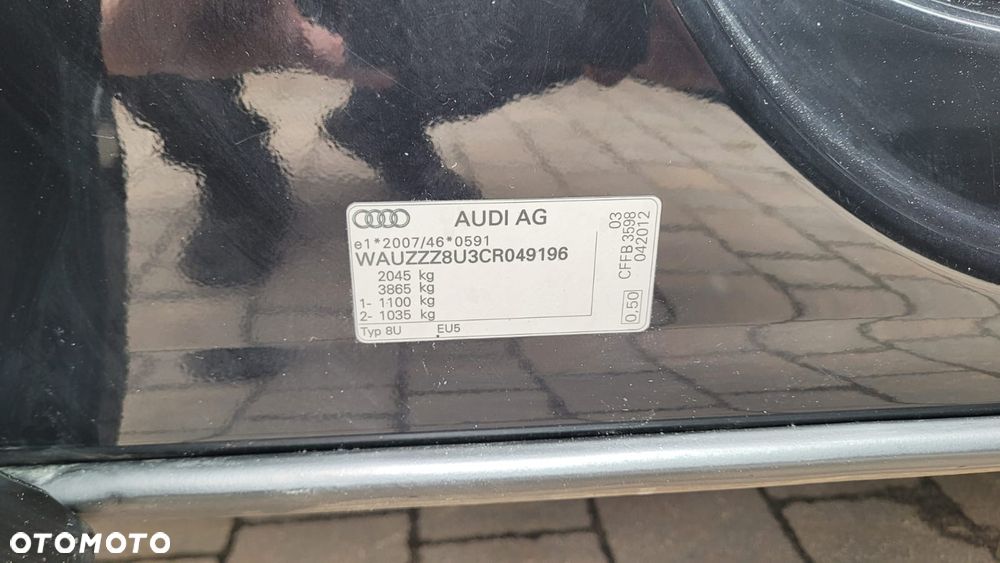 AUDI AG
e1*2007/46*0591
WAUZZZ8U3CR049196
2045 kg
3865 kg
1- 1100 kg
2- 1035 kg
Typ 8U EU5
03
CFFB 3598
042012
0.50
OTOMOTO